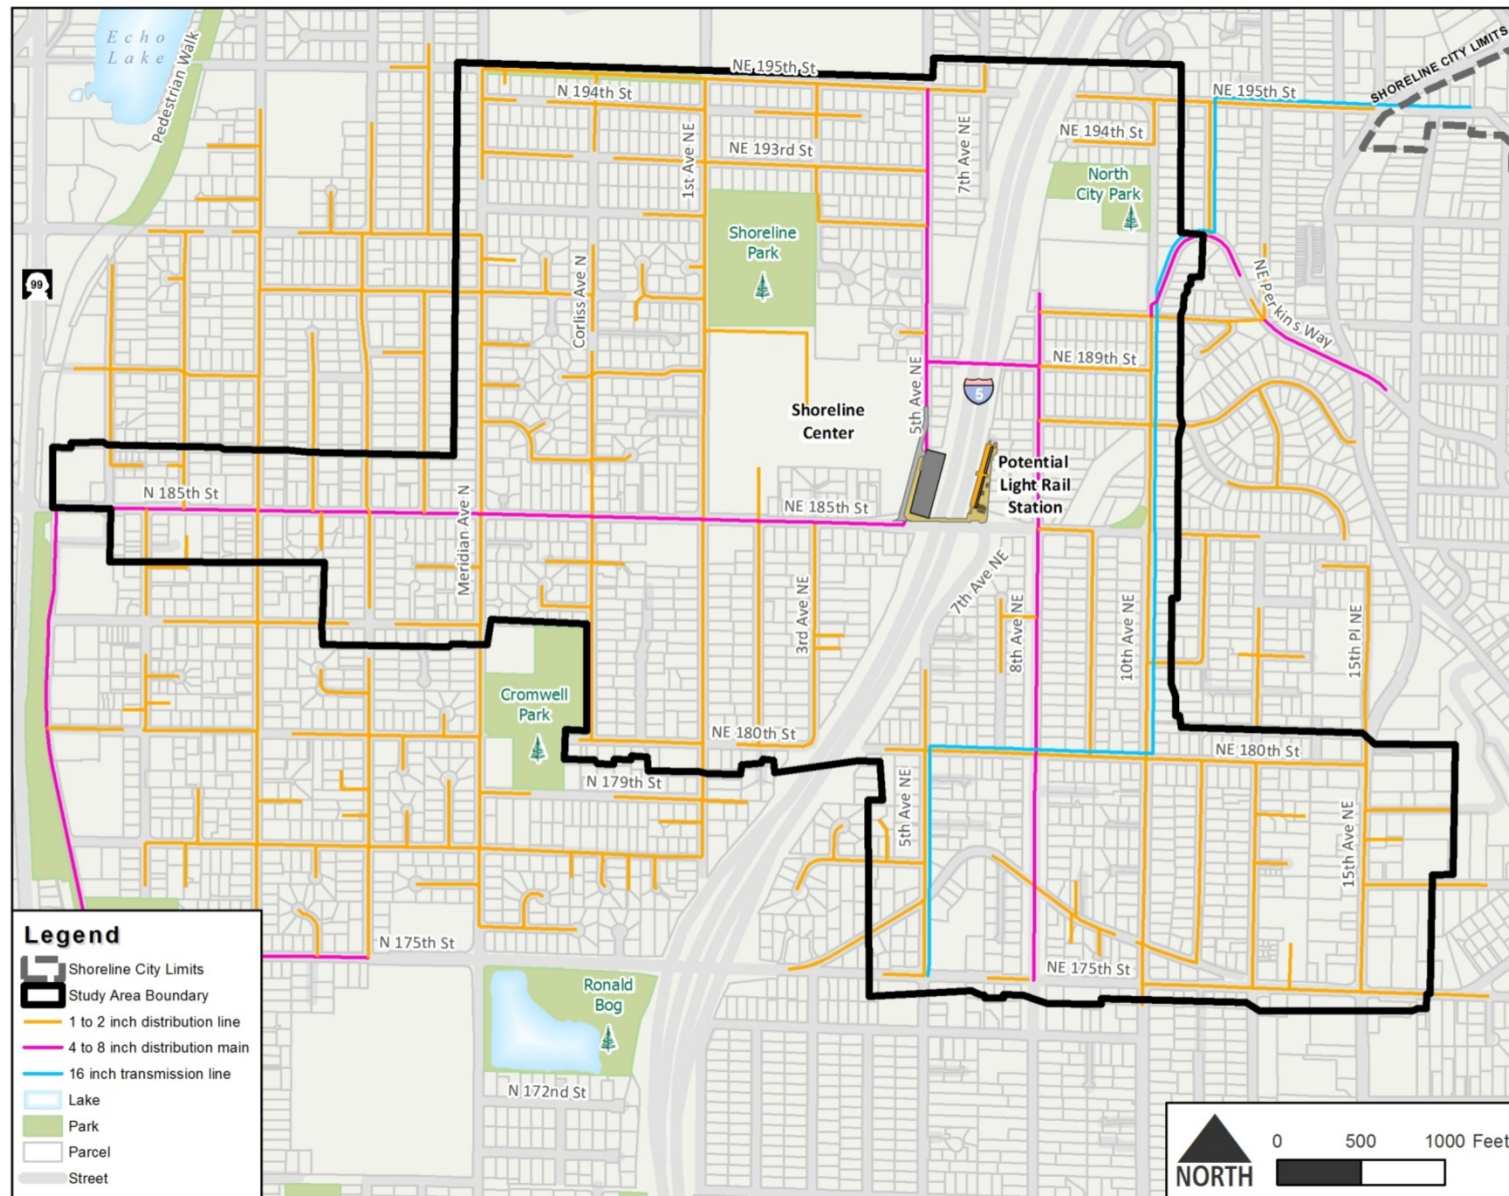 Echo
Lake
Pedestrian Walk
SHORELINE CITY LIMITS
NE 195th St
N 194th St
NE 195th St
NE 194th St
1st Ave NE
NE 193rd St
7th Ave NE
North
City Park
Shoreline
Park
99
Corliss Ave N
NE Perkins Way
NE 189th St
5th Ave NE
5
Shoreline
Center
Potential
Light Rail
Station
N 185th St
Meridian Ave N
NE 185th St
7th Ave NE
3rd Ave NE
8th Ave NE
10th Ave NE
15th Pl NE
Cromwell
Park
NE 180th St
NE 180th St
N 179th St
5th Ave NE
15th Ave NE
N 175th St
NE 175th St
Ronald
Bog
N 172nd St
Legend
Shoreline City Limits
Study Area Boundary
1 to 2 inch distribution line
4 to 8 inch distribution main
16 inch transmission line
Lake
Park
Parcel
Street
NORTH
0 500 1000 Feet